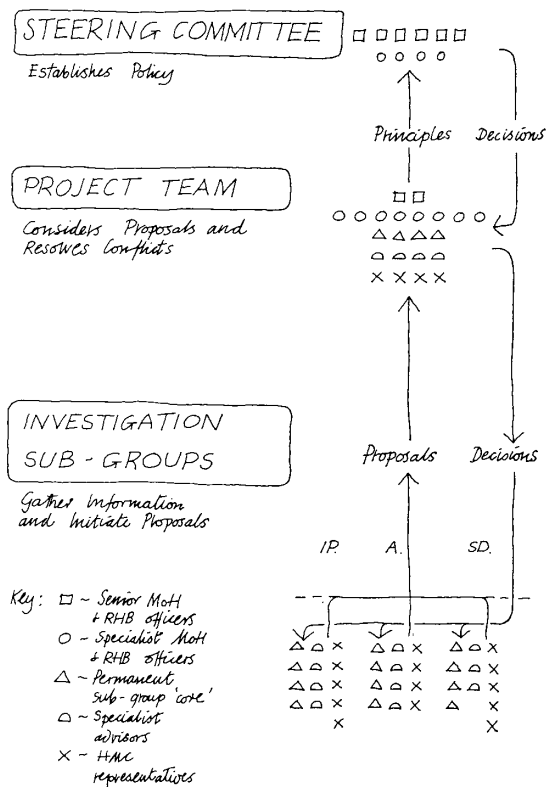 STEERING COMMITTEE
Establishes Policy
Principles Decisions
PROJECT TEAM
Considers Proposals and
Resolves Conflicts
INVESTIGATION
SUB-GROUPS
Proposals Decisions
Gather Information
and Initiate Proposals
IP. A. SD.
Key: □ ~ Senior MoH
& RHB officers
○ ~ Specialist MoH
& RHB officers
△ ~ Permanent
sub-group 'core'
⌓ ~ Specialist
advisors
X ~ HMC
representatives